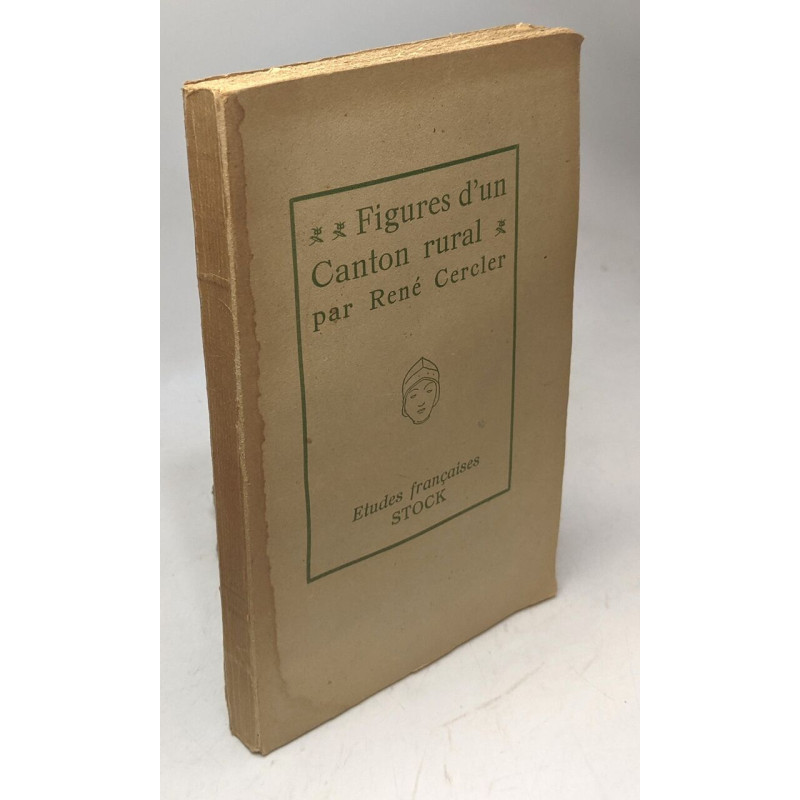 Figures d'un
Canton rural
par René Cercler
Etudes françaises
STOCK